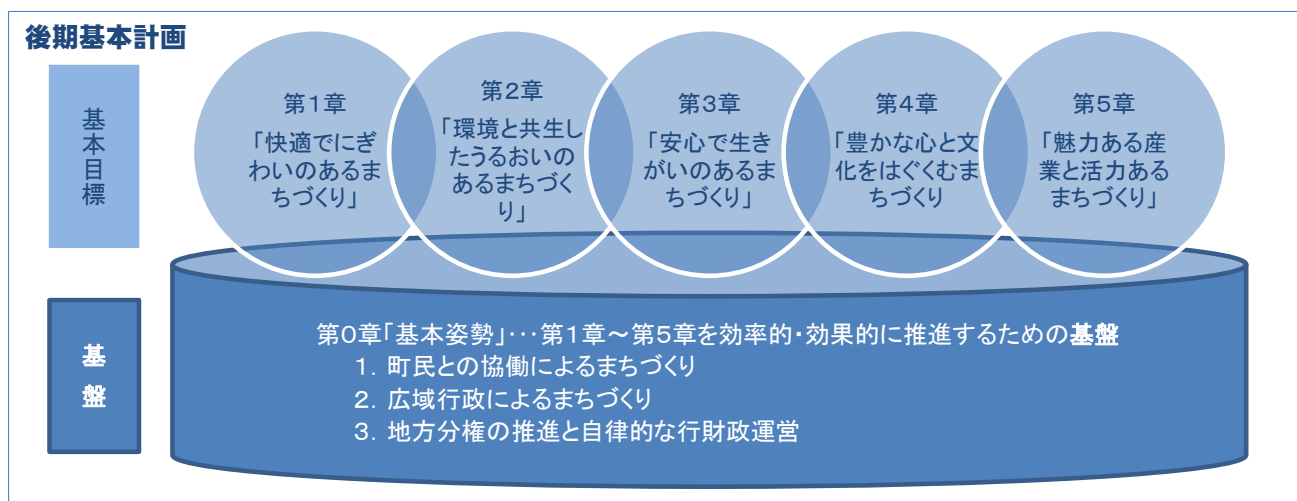 後期基本計画
基本目標
第1章
「快適でにぎ
わいのあるま
ちづくり」
第2章
「環境と共生し
たうるおいの
あるまちづく
り」
第3章
「安心で生き
がいのあるま
ちづくり」
第4章
「豊かな心と文
化をはぐくむま
ちづくり
第5章
「魅力ある産
業と活力ある
まちづくり」
基盤
第0章「基本姿勢」･･･第1章～第5章を効率的・効果的に推進するための基盤
1．町民との協働によるまちづくり
2．広域行政によるまちづくり
3．地方分権の推進と自律的な行財政運営